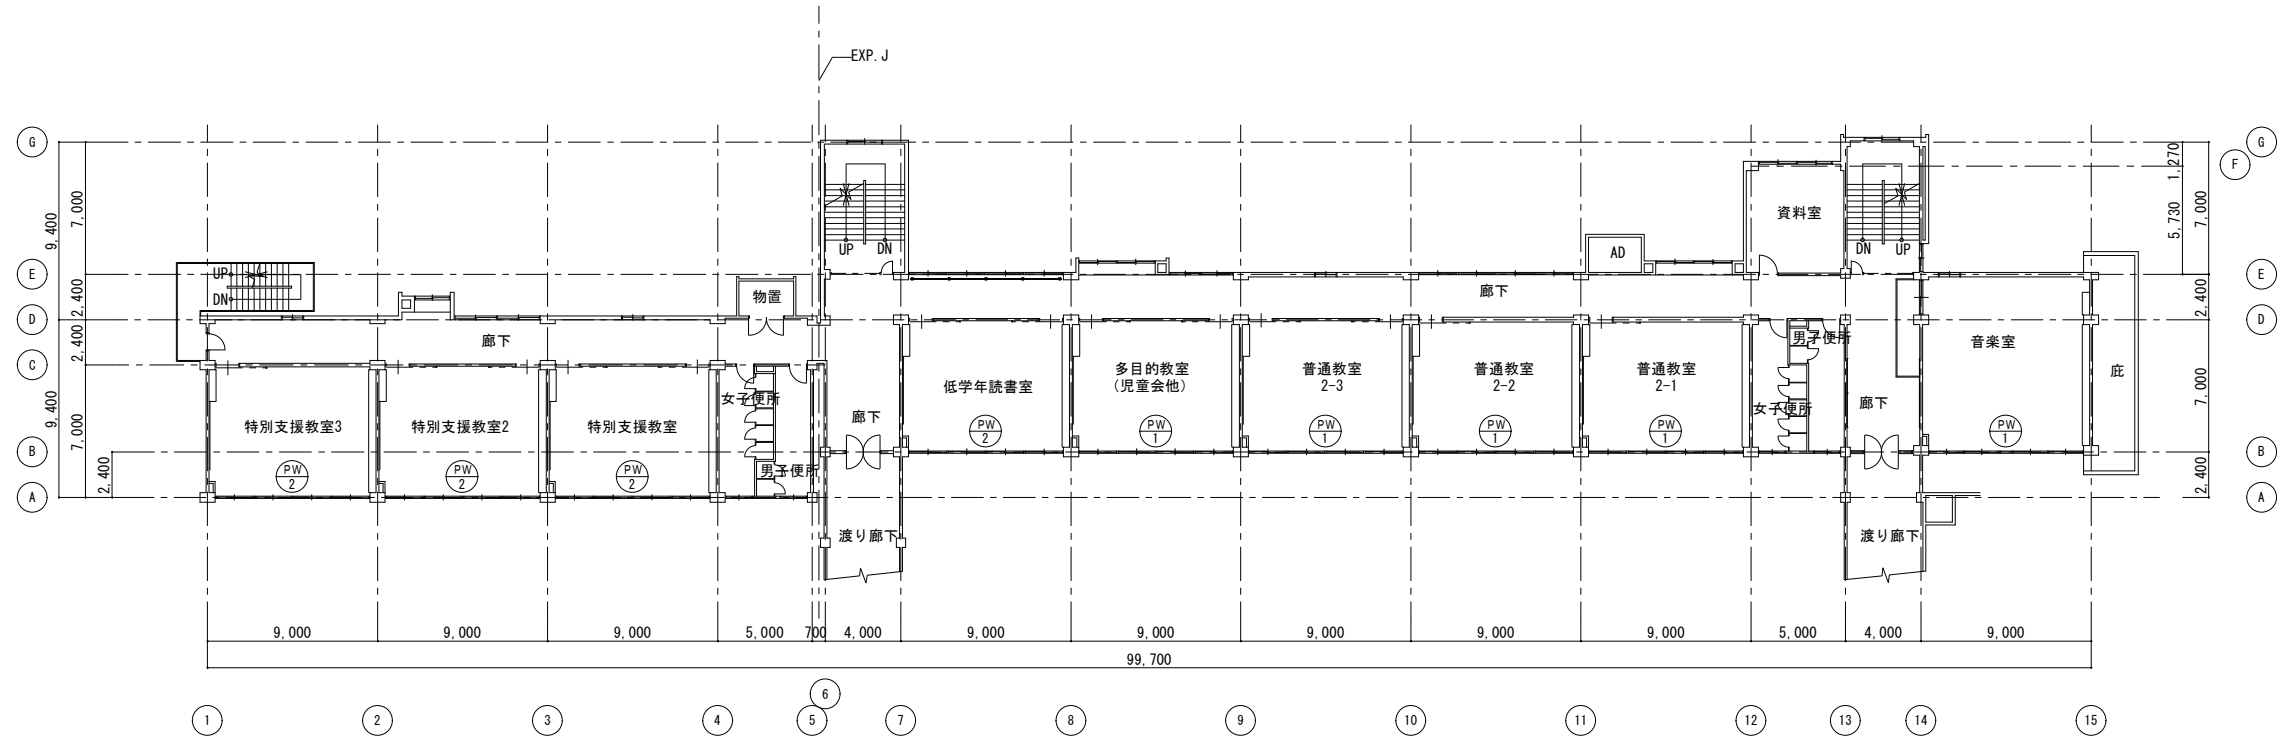 EXP. J
G
G
F
1,270
7,000
9,400
7,000
5,730
資料室
UP
DN
DN
UP
AD
E
E
UP
DN
物置
廊下
2,400
2,400
D
D
廊下
男子便所
音楽室
2,400
C
低学年読書室
多目的教室
(児童会他)
普通教室
2-3
普通教室
2-2
普通教室
2-1
庇
女子便所
女子便所
廊下
廊下
9,400
7,000
7,000
特別支援教室3
特別支援教室2
特別支援教室
PW
2
PW
1
PW
1
PW
1
PW
1
PW
1
B
B
PW
2
PW
2
PW
2
男子便所
2,400
2,400
A
A
渡り廊下
渡り廊下
9,000
9,000
9,000
5,000
700
4,000
9,000
9,000
9,000
9,000
9,000
5,000
4,000
9,000
99,700
6
1
2
3
4
5
7
8
9
10
11
12
13
14
15